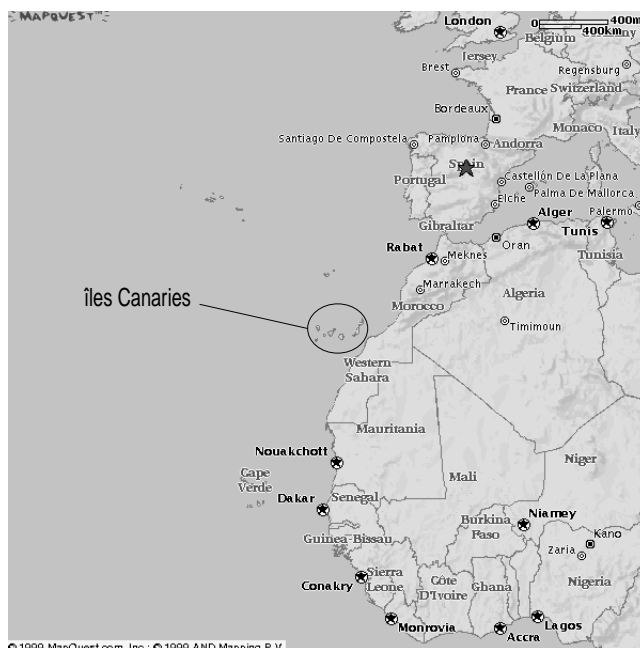 MAPQUEST
London
0 400mi
400km
Belgium
Jersey
Brest
Regensburg
France
Switzerland
Bordeaux
Monaco
Italy
Santiago De Compostela
Pamplona
Andorra
Spain
Portugal
Castellón De La Plana
Palma De Mallorca
Elche
Palermo
Gibraltar
Alger
Tunis
Rabat
Oran
Meknes
Tunisia
îles Canaries
Marrakech
Morocco
Algeria
Timimoun
Western
Sahara
Mauritania
Nouakchott
Mali
Niger
Cape
Verde
Dakar
Senegal
Niamey
Burkina
Faso
Guinea-Bissau
Kano
Zaria
Conakry
Sierra
Leone
Côte
D'Ivoire
Ghana
Nigeria
Monrovia
Accra
Lagos
© 1999 MapQuest.com, Inc.; © 1999 AND Mapping B.V.